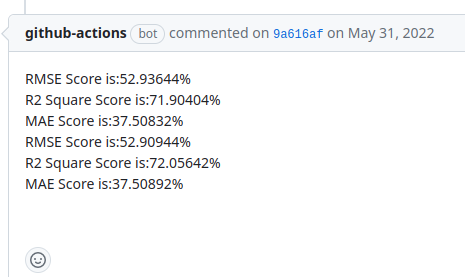 github-actions bot commented on 9a616af on May 31, 2022
RMSE Score is:52.93644%
R2 Square Score is:71.90404%
MAE Score is:37.50832%
RMSE Score is:52.90944%
R2 Square Score is:72.05642%
MAE Score is:37.50892%